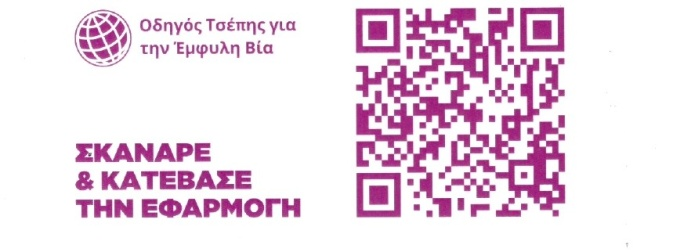 Οδηγός Τσέπης για
την Έμφυλη Βία
ΣΚΑΝΑΡΕ
& ΚΑΤΕΒΑΣΕ
ΤΗΝ ΕΦΑΡΜΟΓΗ